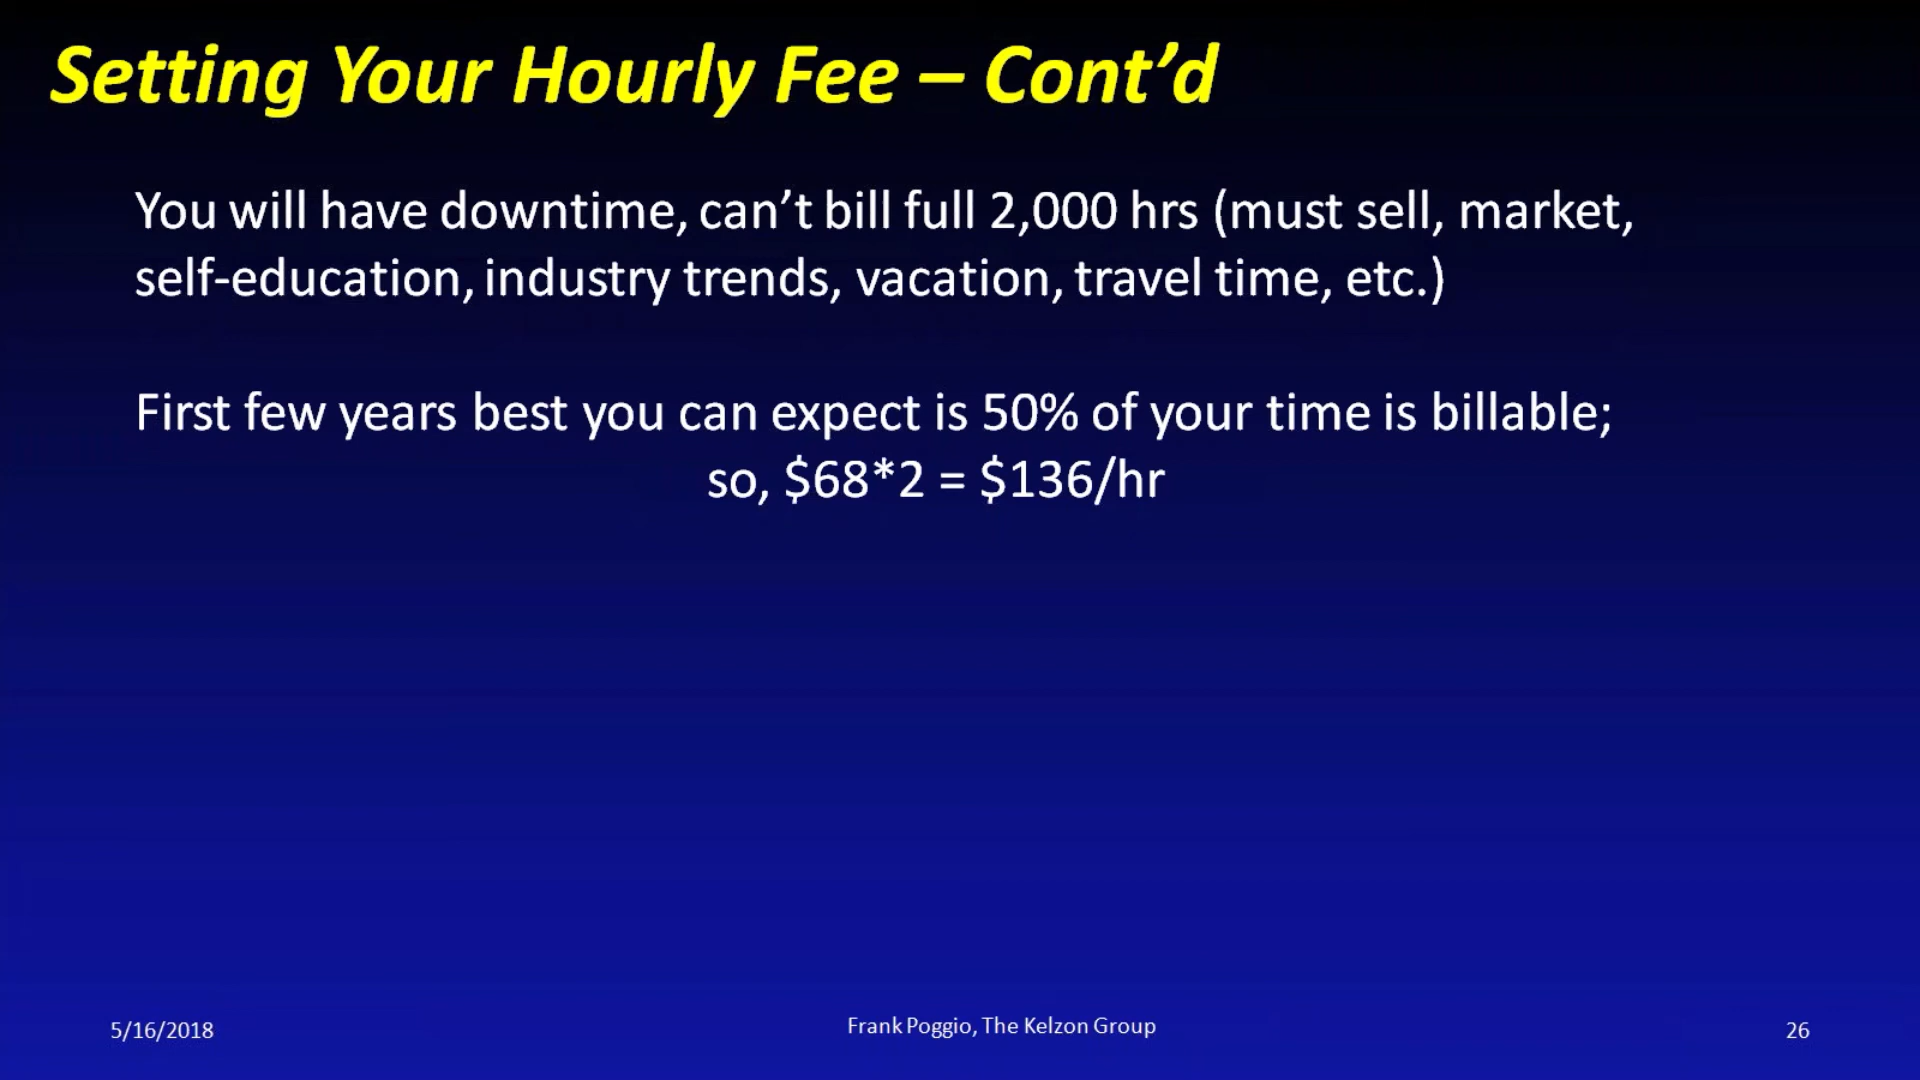 Setting Your Hourly Fee – Cont’d
You will have downtime, can’t bill full 2,000 hrs (must sell, market,
self-education, industry trends, vacation, travel time, etc.)
First few years best you can expect is 50% of your time is billable;
so, $68*2 = $136/hr
5/16/2018
Frank Poggio, The Kelzon Group
26